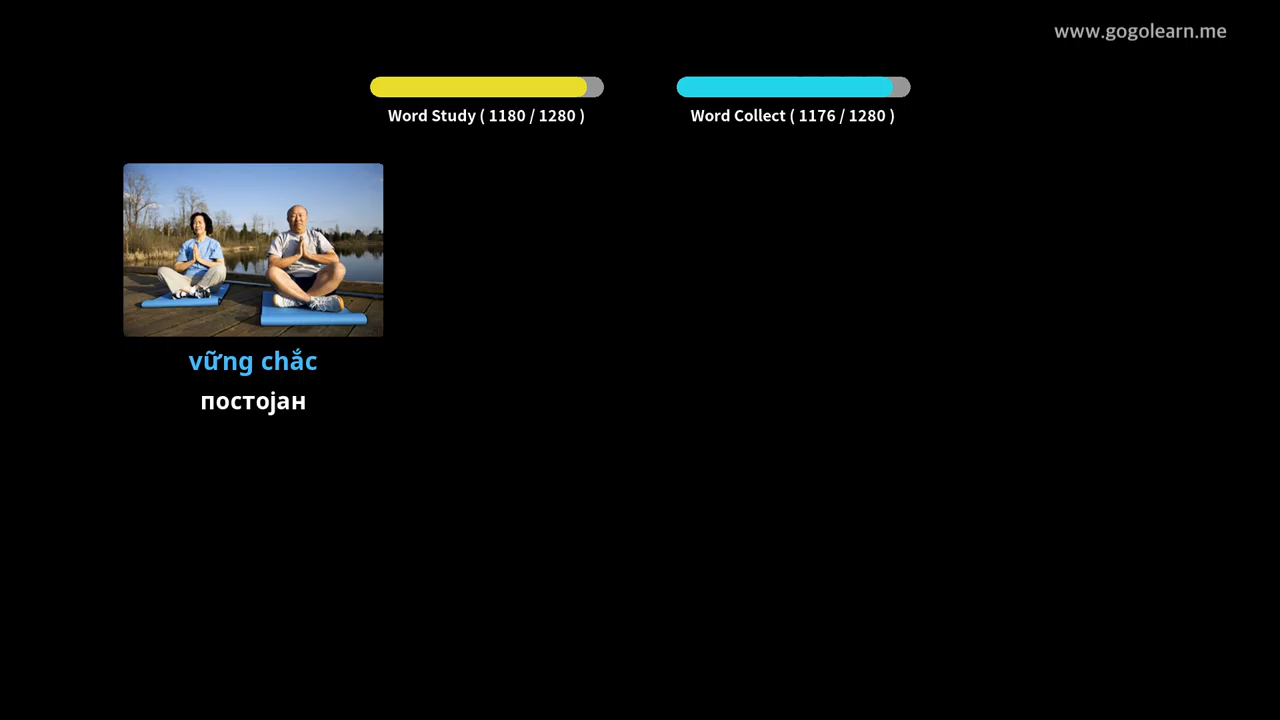 www.gogolearn.me
Word Study ( 1180 / 1280 )
Word Collect ( 1176 / 1280 )
vững chắc
постојан